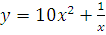 y = 10x² + 1/x